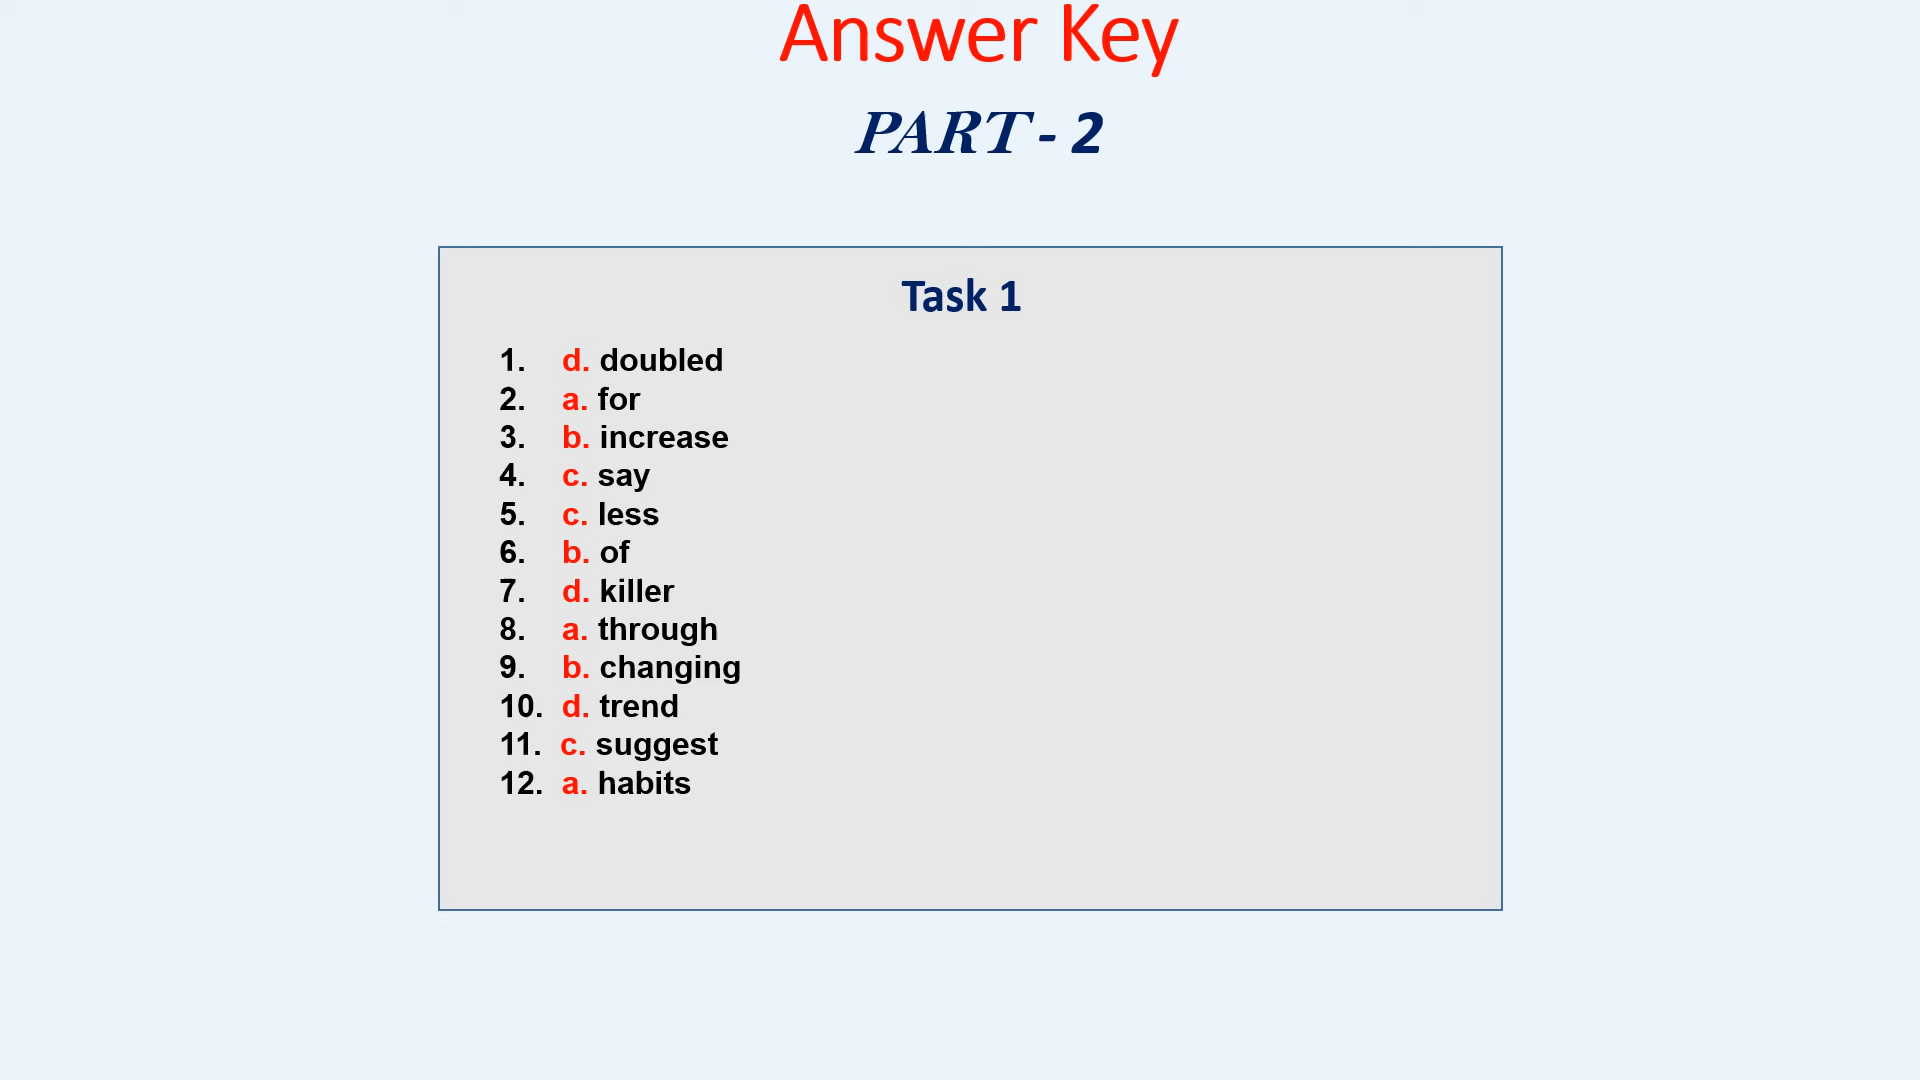 Answer Key
PART - 2
Task 1
1. d. doubled
2. a. for
3. b. increase
4. c. say
5. c. less
6. b. of
7. d. killer
8. a. through
9. b. changing
10. d. trend
11. c. suggest
12. a. habits